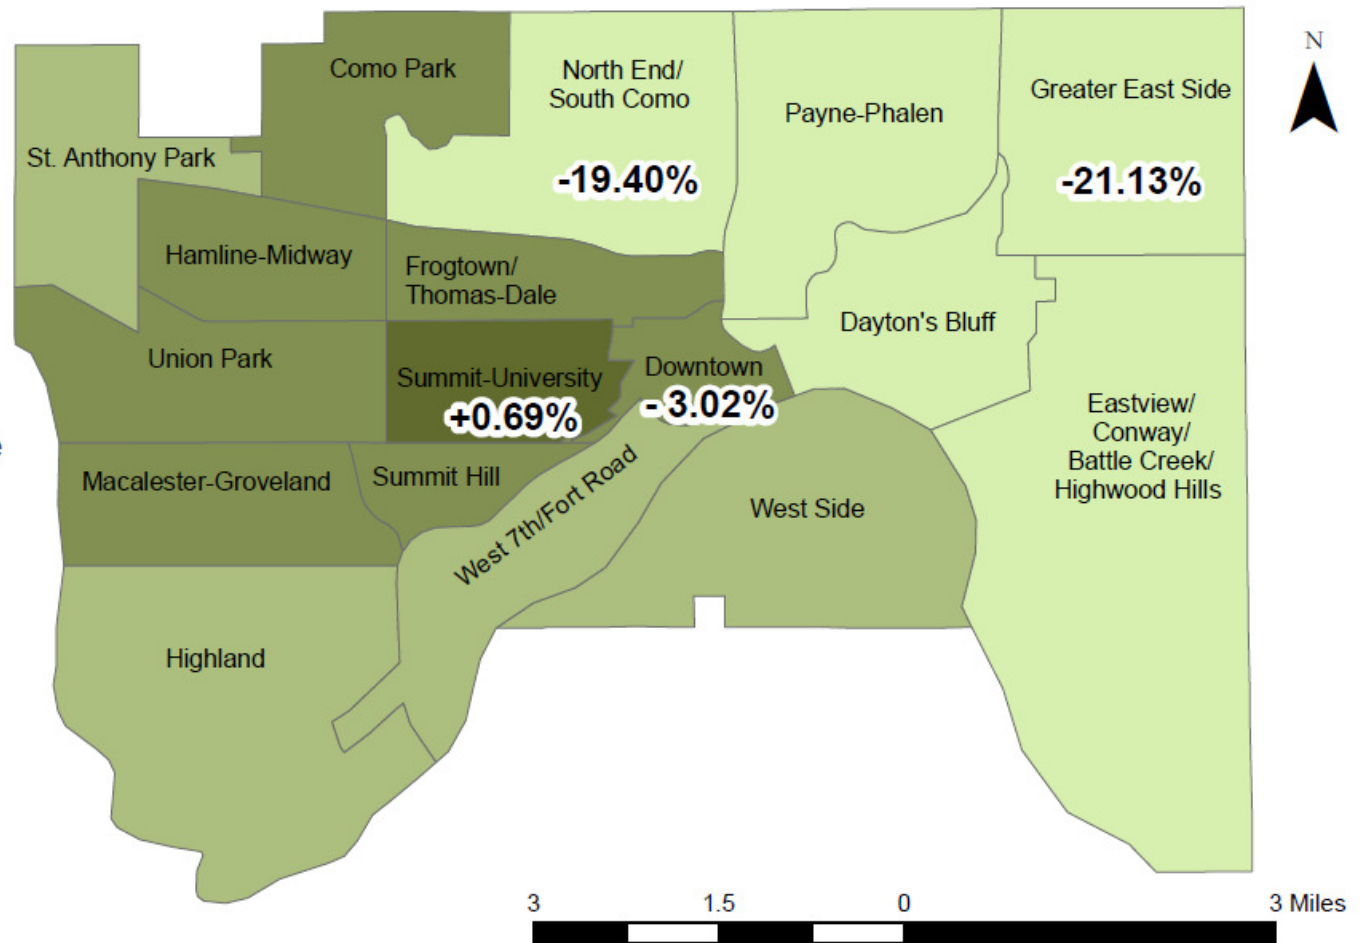 N
Como Park
North End/
South Como
Payne-Phalen
Greater East Side
St. Anthony Park
-19.40%
-21.13%
Hamline-Midway
Frogtown/
Thomas-Dale
Dayton's Bluff
Union Park
Summit-University
+0.69%
Downtown
- 3.02%
Eastview/
Conway/
Battle Creek/
Highwood Hills
e
Macalester-Groveland
Summit Hill
West 7th/Fort Road
West Side
Highland
3 1.5 0 3 Miles